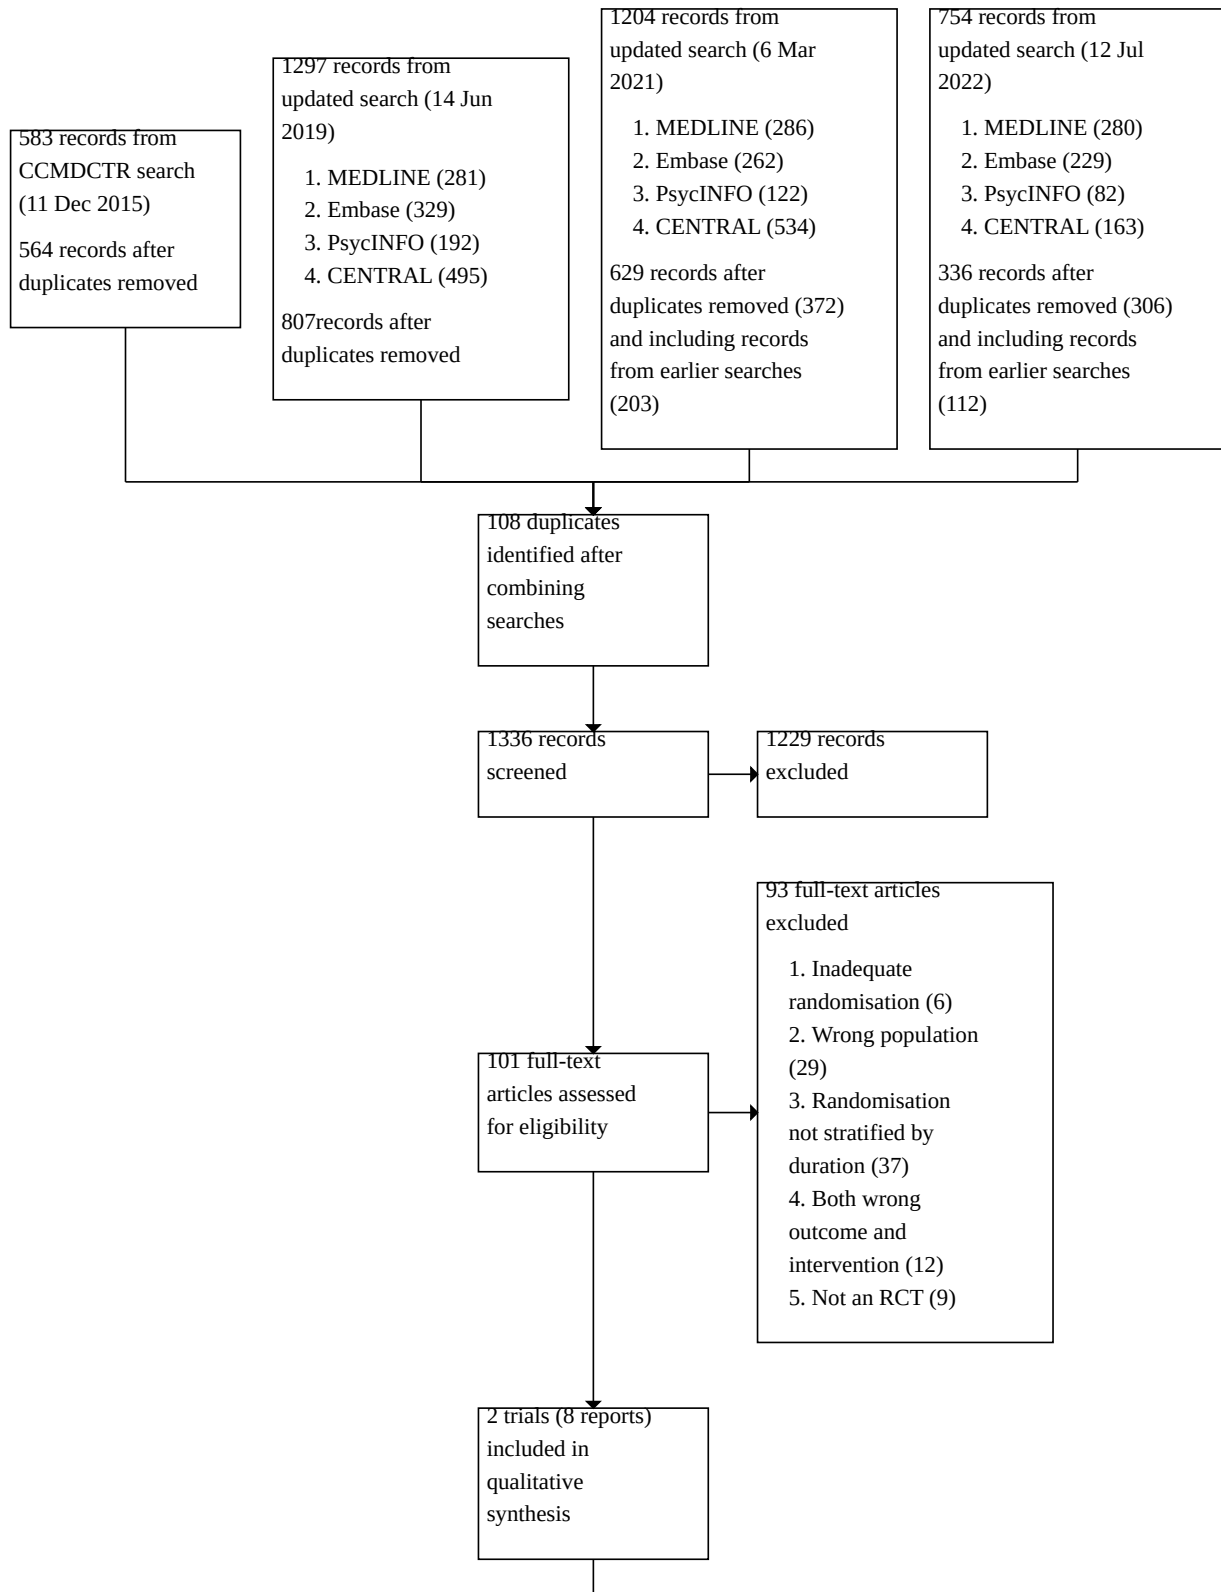 583 records from
CCMDCTR search
(11 Dec 2015)
564 records after
duplicates removed
1297 records from
updated search (14 Jun
2019)
1. MEDLINE (281)
2. Embase (329)
3. PsycINFO (192)
4. CENTRAL (495)
807records after
duplicates removed
1204 records from
updated search (6 Mar
2021)
1. MEDLINE (286)
2. Embase (262)
3. PsycINFO (122)
4. CENTRAL (534)
629 records after
duplicates removed (372)
and including records
from earlier searches
(203)
754 records from
updated search (12 Jul
2022)
1. MEDLINE (280)
2. Embase (229)
3. PsycINFO (82)
4. CENTRAL (163)
336 records after
duplicates removed (306)
and including records
from earlier searches
(112)
108 duplicates
identified after
combining
searches
1336 records
screened
1229 records
excluded
101 full-text
articles assessed
for eligibility
93 full-text articles
excluded
1. Inadequate
randomisation (6)
2. Wrong population
(29)
3. Randomisation
not stratified by
duration (37)
4. Both wrong
outcome and
intervention (12)
5. Not an RCT (9)
2 trials (8 reports)
included in
qualitative
synthesis